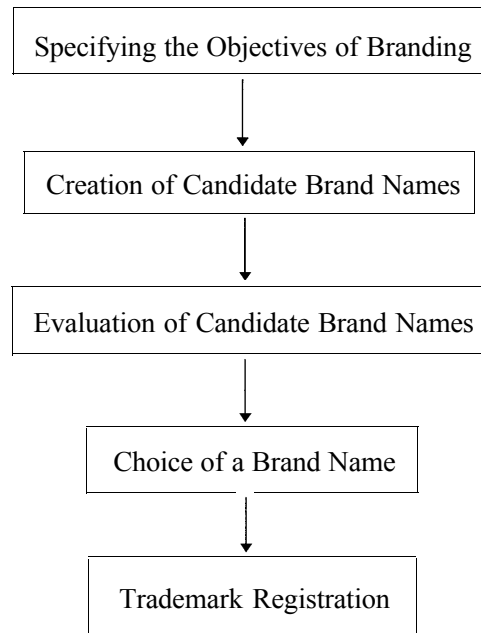 Specifying the Objectives of Branding
Creation of Candidate Brand Names
Evaluation of Candidate Brand Names
Choice of a Brand Name
Trademark Registration